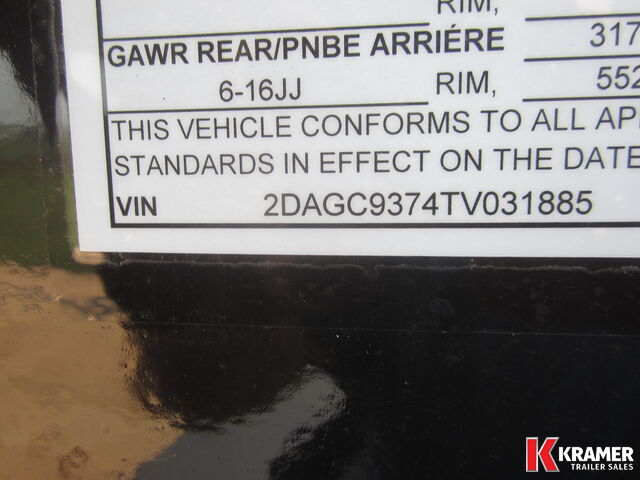 RIM,
GAWR REAR/PNBE ARRIÉRE 317
6-16JJ RIM, 552
THIS VEHICLE CONFORMS TO ALL
STANDARDS IN EFFECT ON THE DATE
VIN 2DAGC9374TV031885
KRAMER
TRAILER SALES